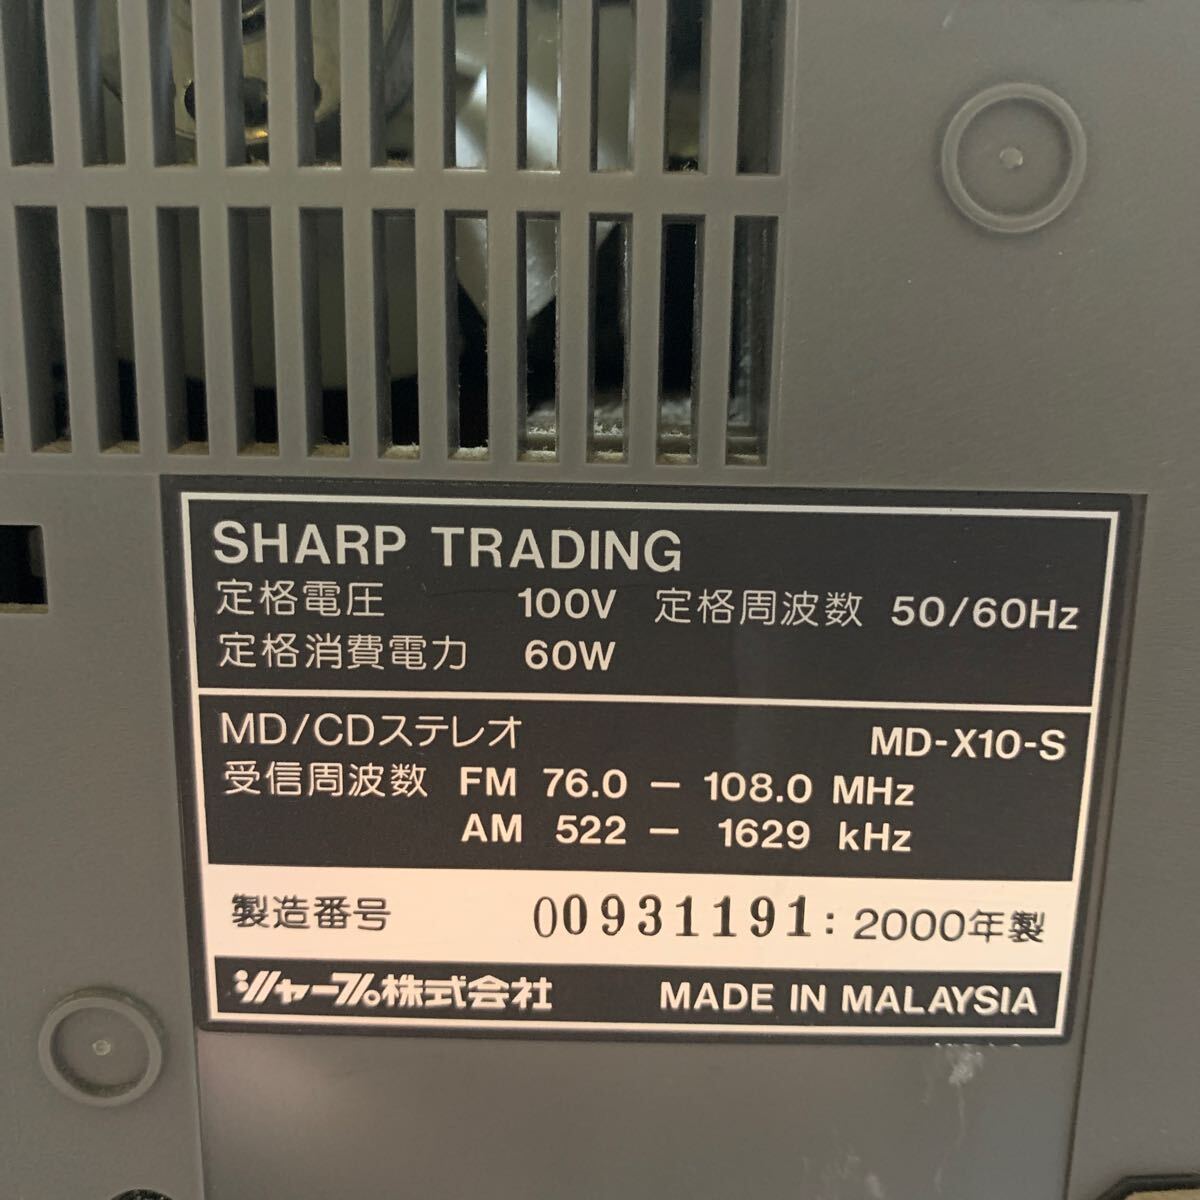 SHARP TRADING
定格電圧 100V 定格周波数 50/60Hz
定格消費電力 60W
MD/CDステレオ MD-X10-S
受信周波数 FM 76.0 － 108.0 MHz
AM 522 － 1629 kHz
製造番号 00931191: 2000年製
シャープ株式会社 MADE IN MALAYSIA